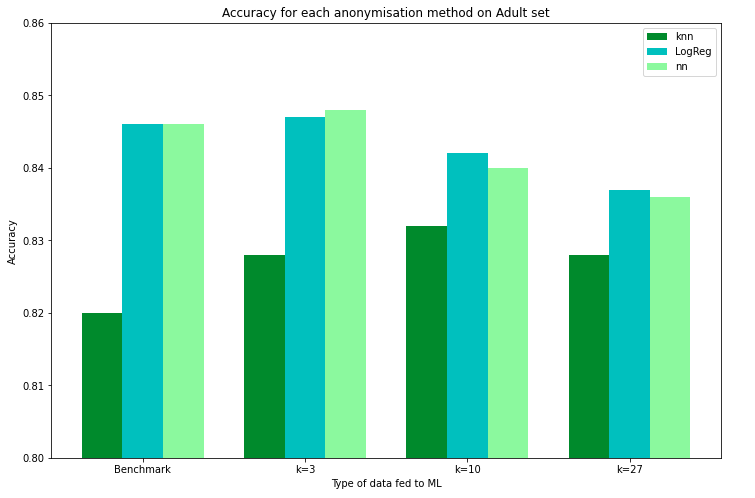 Accuracy for each anonymisation method on Adult set
0.86
0.85
0.84
0.83
0.82
0.81
0.80
Accuracy
knn
LogReg
nn
Benchmark
k=3
k=10
k=27
Type of data fed to ML